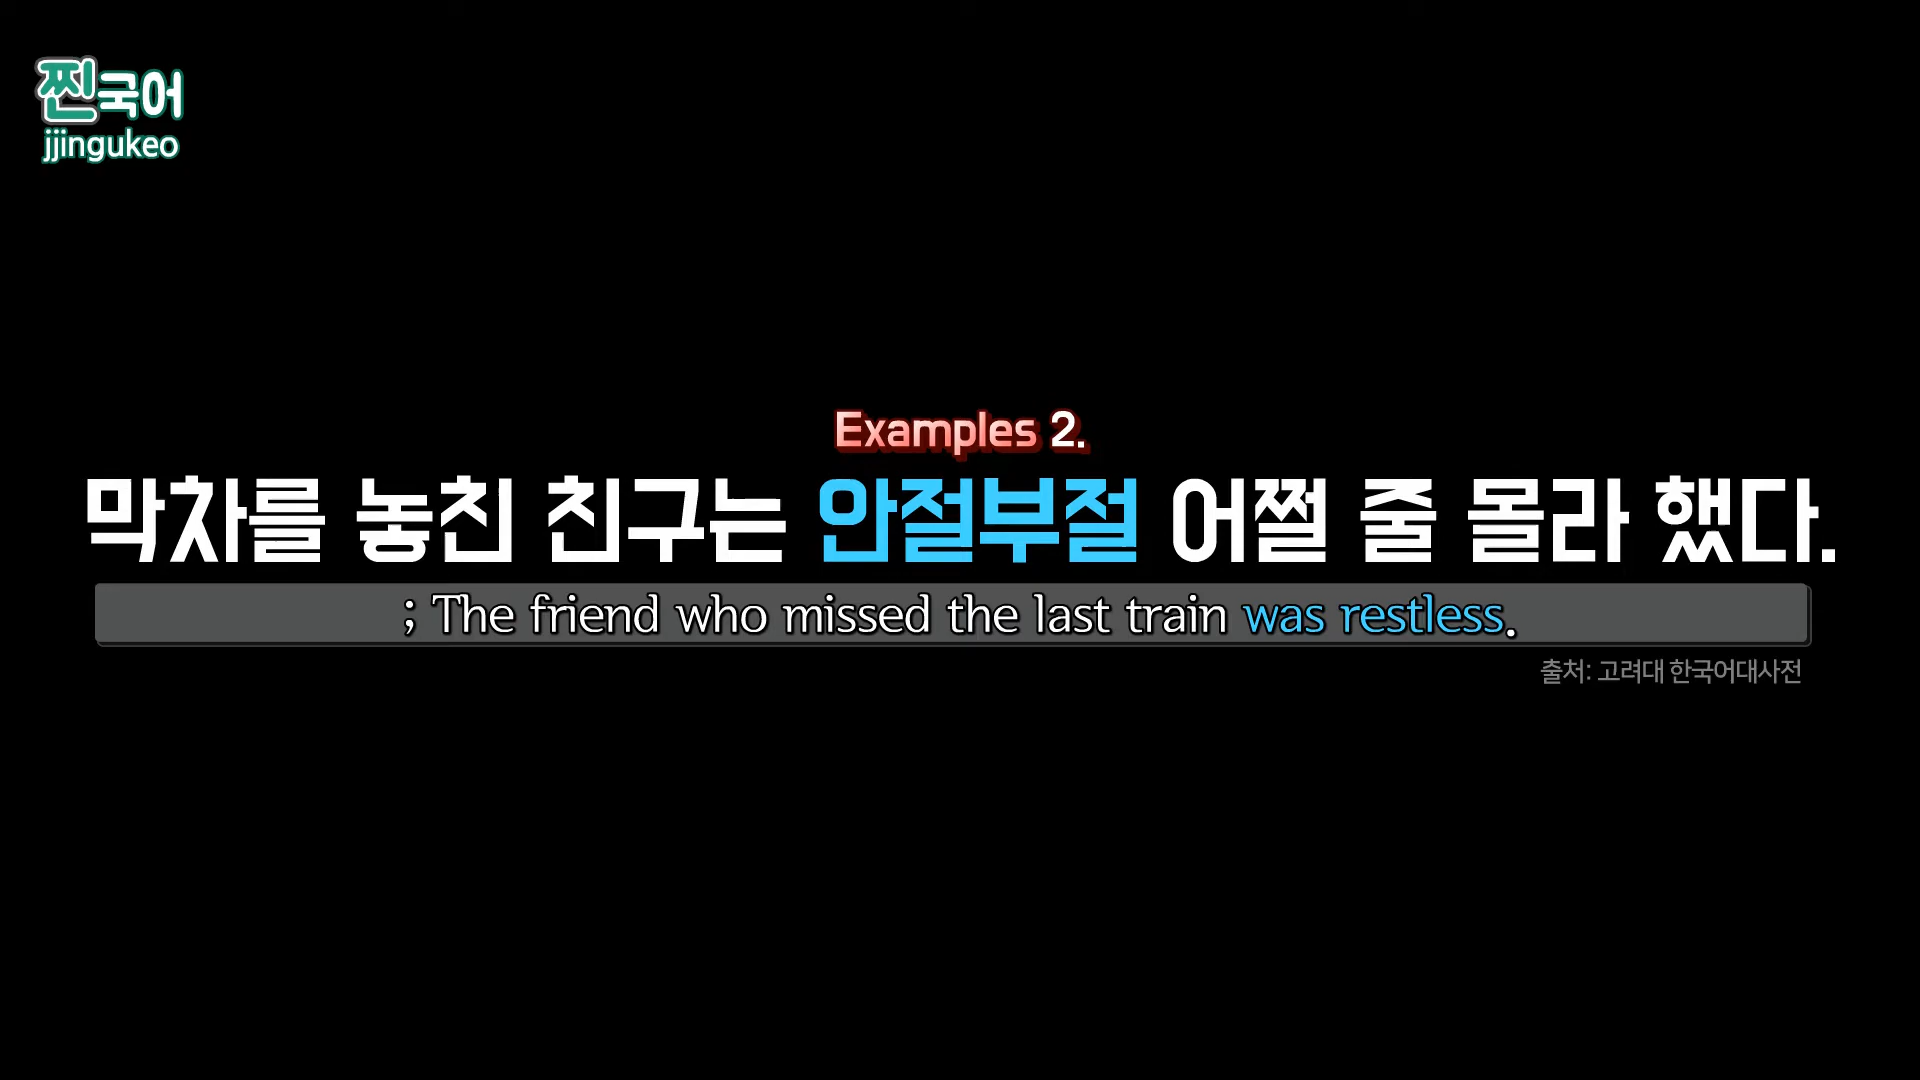 찐국어
jjingukeo
Examples 2.
막차를 놓친 친구는 안절부절 어쩔 줄 몰라 했다.
; The friend who missed the last train was restless.
출처: 고려대 한국어대사전